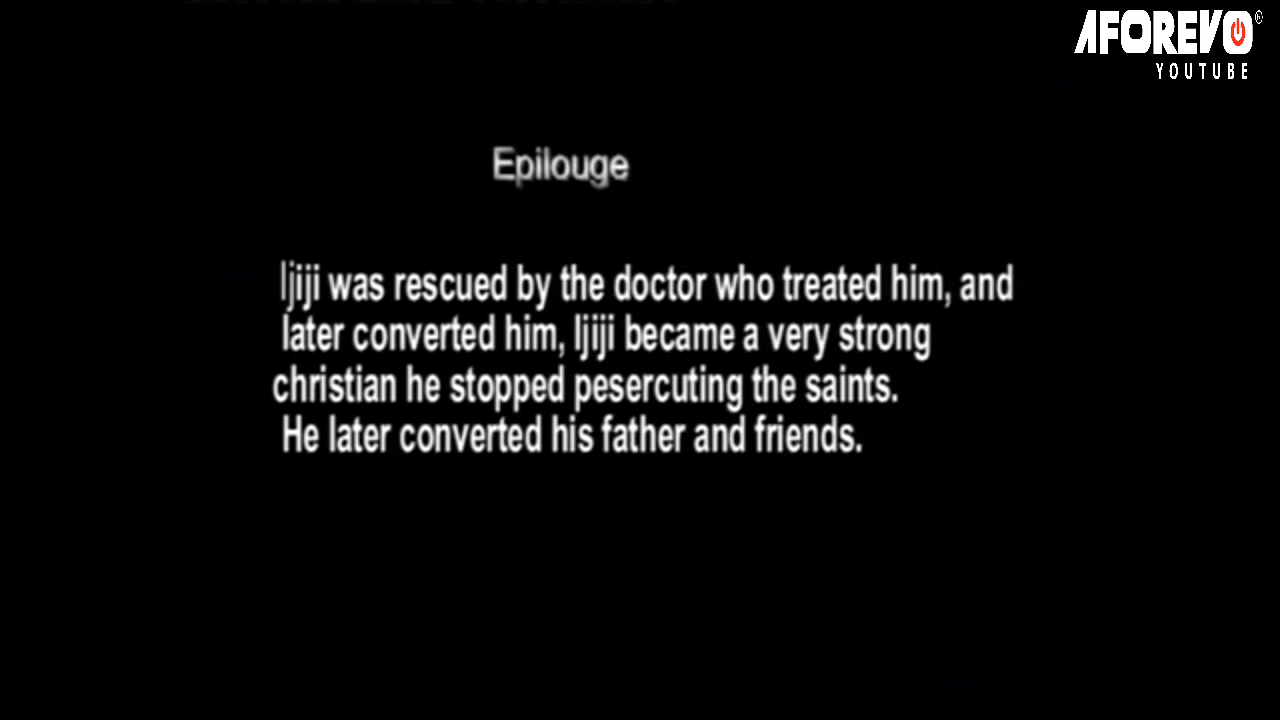 AFOREVO®
YOUTUBE
Epilouge
Ijiji was rescued by the doctor who treated him, and
later converted him, Ijiji became a very strong
christian he stopped pesercuting the saints.
He later converted his father and friends.